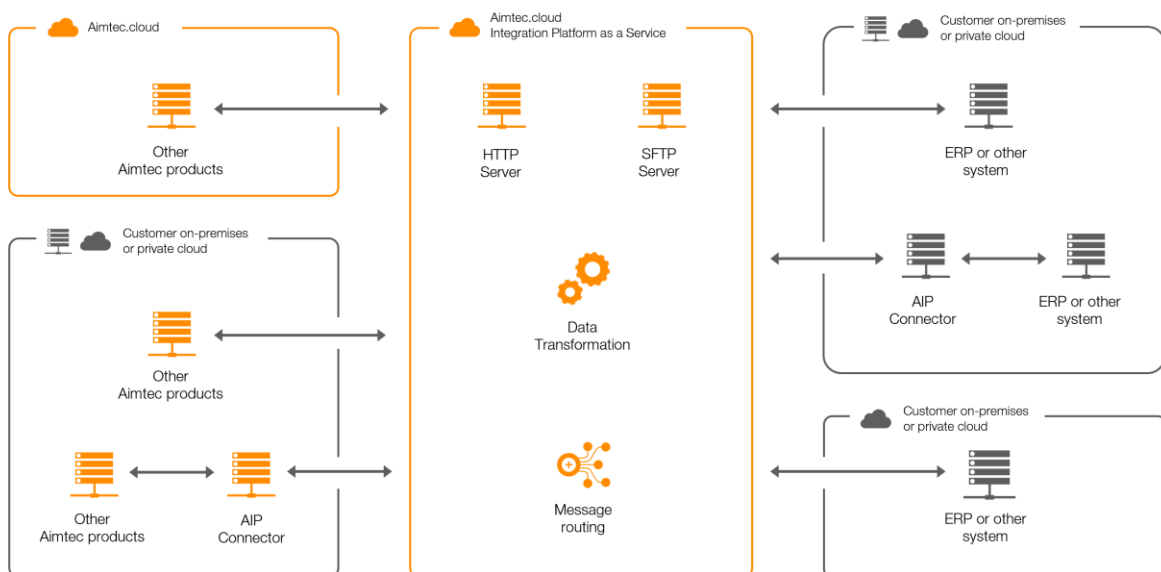 Aimtec.cloud
Other
Aimtec products
Customer on-premises
or private cloud
Other
Aimtec products
Other
Aimtec products
AIP
Connector
Aimtec.cloud
Integration Platform as a Service
HTTP
Server
SFTP
Server
Data
Transformation
Message
routing
Customer on-premises
or private cloud
ERP or other
system
AIP
Connector
ERP or other
system
Customer on-premises
or private cloud
ERP or other
system